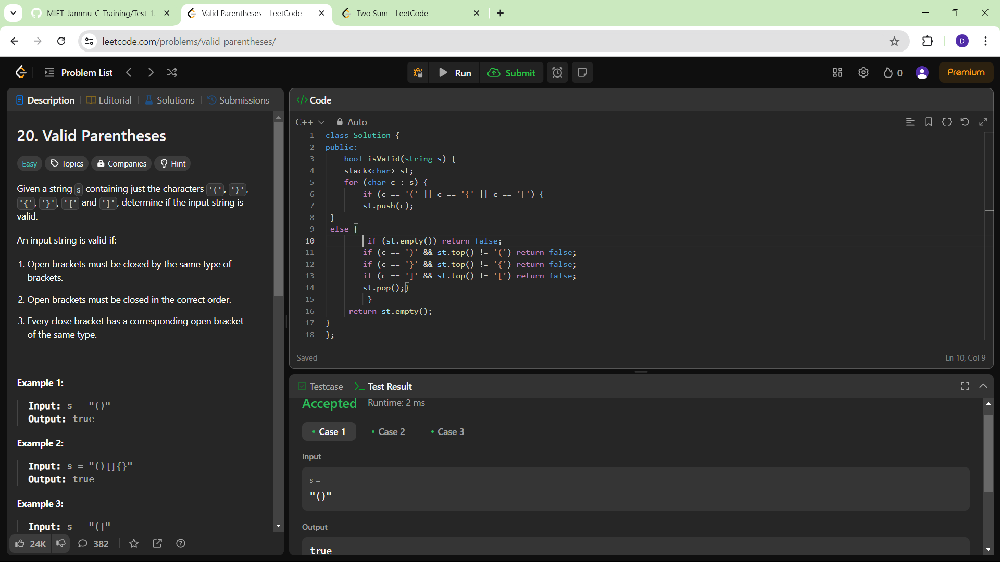 MIET-Jammu-C-Training/Test-1.
Valid Parentheses - LeetCode
Two Sum - LeetCode
leetcode.com/problems/valid-parentheses/
D
Problem List
Run
Submit
0
Premium
Description
Editorial
Solutions
Submissions
</> Code
C++
Auto
20. Valid Parentheses
Easy
Topics
Companies
Hint
Given a string s containing just the characters '(', ')',
'{', '}', '[' and ']', determine if the input string is
valid.
An input string is valid if:
1. Open brackets must be closed by the same type of
brackets.
2. Open brackets must be closed in the correct order.
3. Every close bracket has a corresponding open bracket
of the same type.
Example 1:
Input: s = "()"
Output: true
Example 2:
Input: s = "()[]{}"
Output: true
Example 3:
Input: s = "(]"
24K
382
1 class Solution {
2 public:
3 bool isValid(string s) {
4 stack<char> st;
5 for (char c : s) {
6 if (c == '(' || c == '{' || c == '[') {
7 st.push(c);
8 }
9 else {
10 if (st.empty()) return false;
11 if (c == ')' && st.top() != '(') return false;
12 if (c == '}' && st.top() != '{') return false;
13 if (c == ']' && st.top() != '[') return false;
14 st.pop();}
15 }
16 return st.empty();
17 }
18 };
Saved
Ln 10, Col 9
Testcase
Test Result
Accepted
Runtime: 2 ms
Case 1
Case 2
Case 3
Input
s =
"()"
Output
true